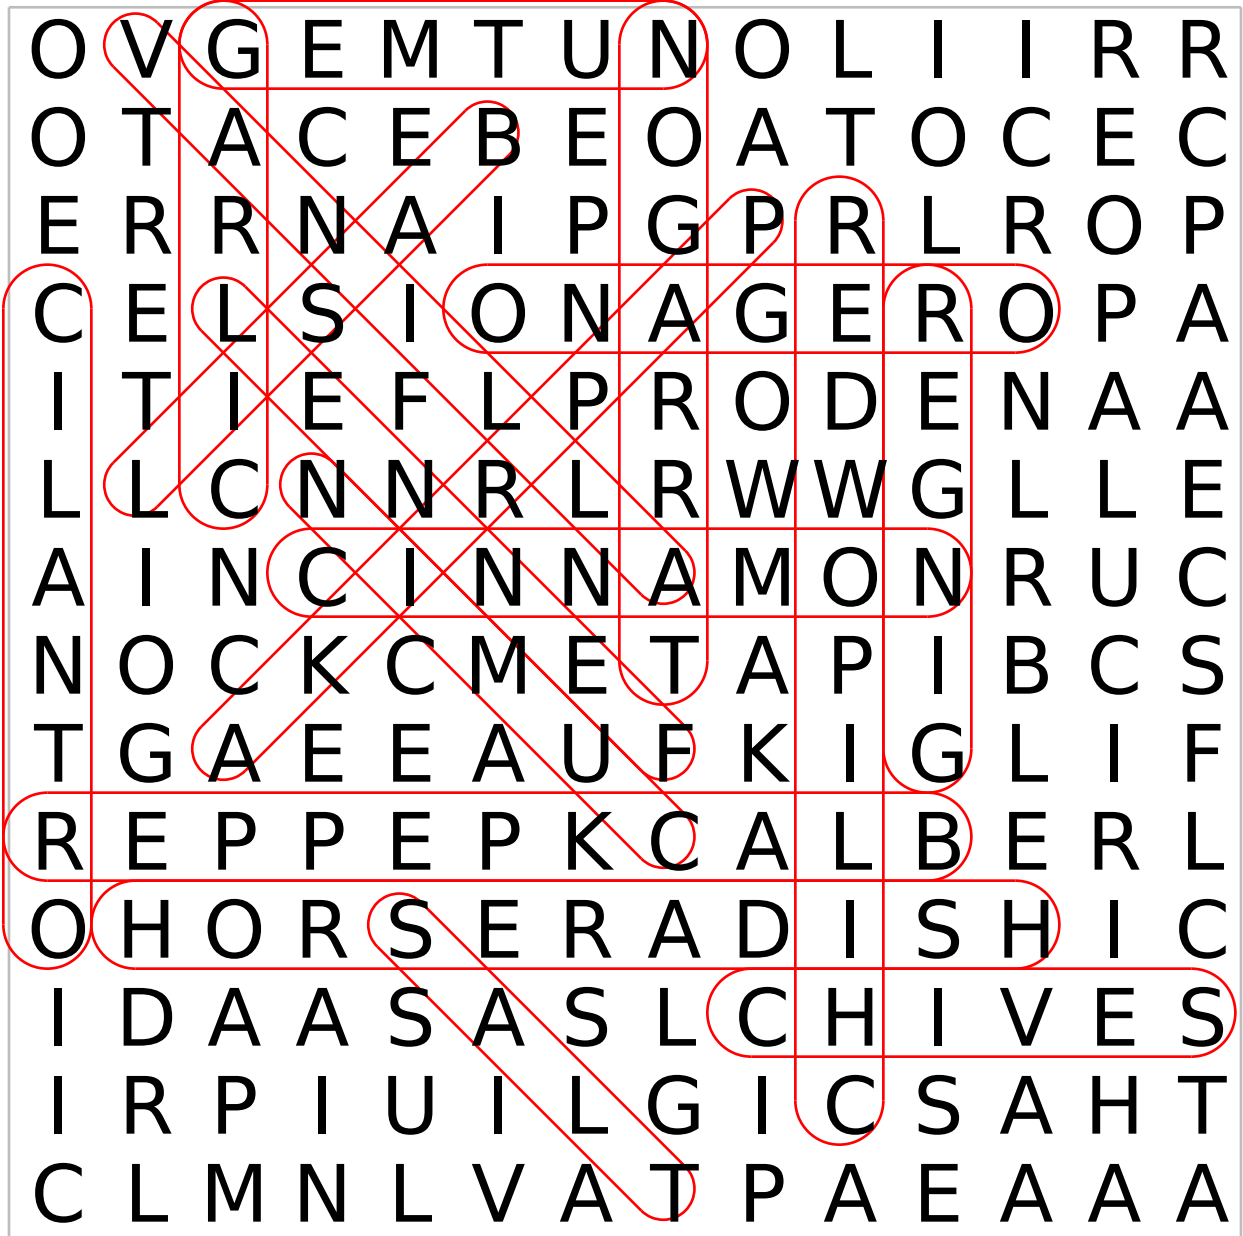 O V G E M T U N O L I I R R
O T A C E B E O A T O C E C
E R R N A I P G P R L R O P
C E L S I O N A G E R O P A
I T I E F L P R O D E N A A
L L C N N R L R W W G L L E
A I N C I N N A M O N R U C
N O C K C M E T A P I B C S
T G A E E A U F K I G L I F
R E P P E P K C A L B E R L
O H O R S E R A D I S H I C
I D A A S A S L C H I V E S
I R P I U I L G I C S A H T
C L M N L V A T P A E A A A